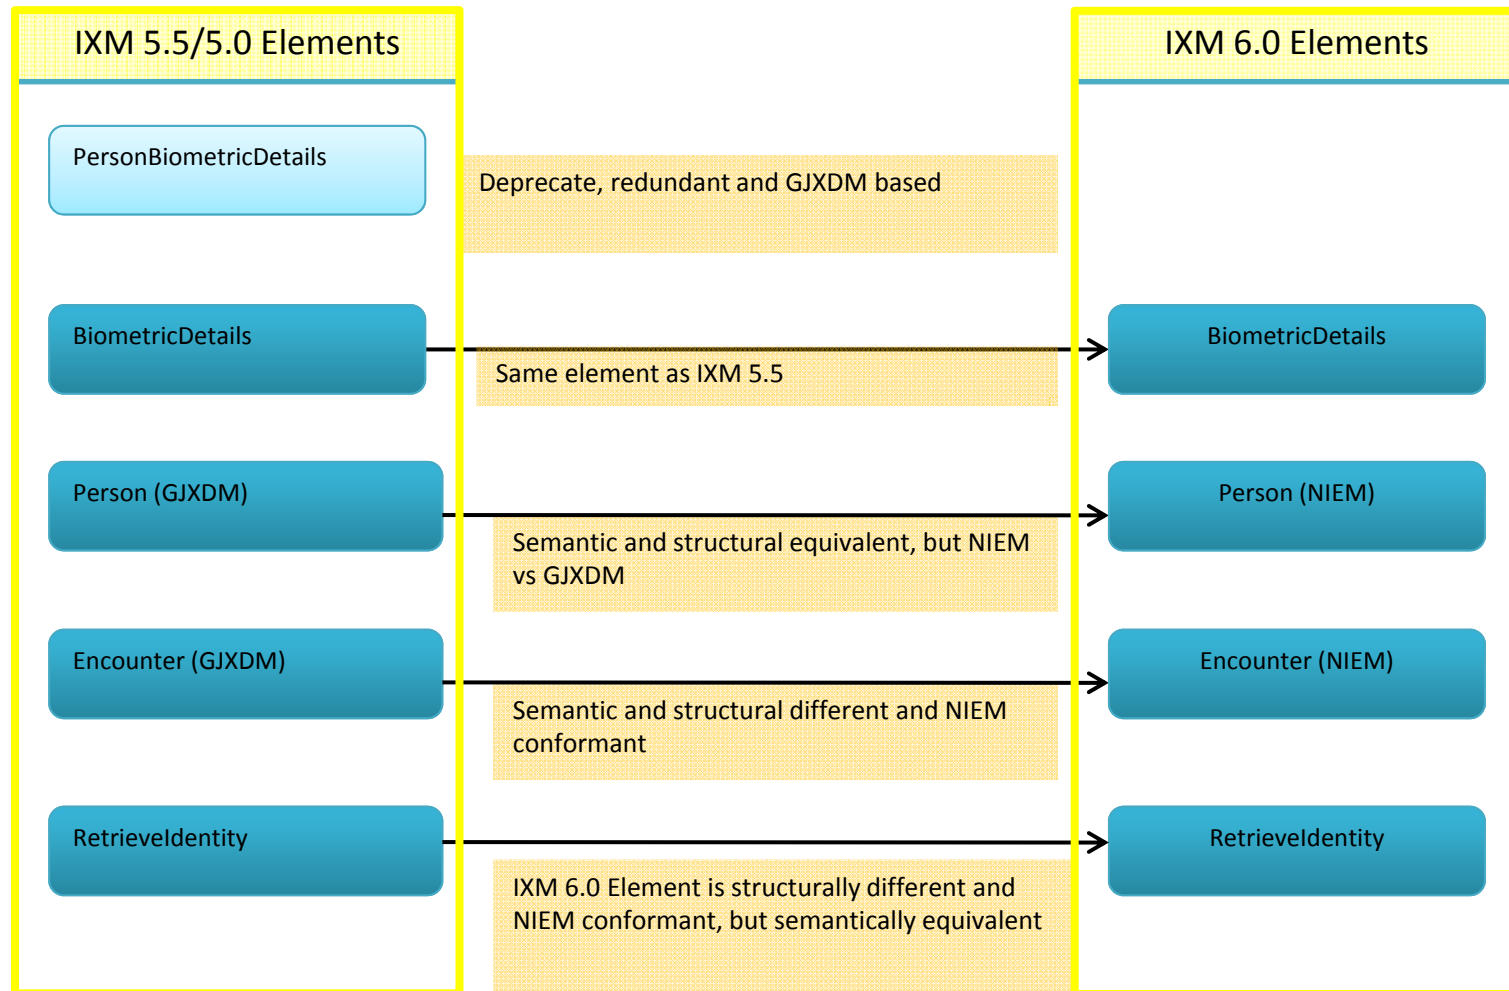 IXM 5.5/5.0 Elements
IXM 6.0 Elements
PersonBiometricDetails
Deprecate, redundant and GJXDM based
BiometricDetails
Same element as IXM 5.5
BiometricDetails
Person (GJXDM)
Semantic and structural equivalent, but NIEM
vs GJXDM
Person (NIEM)
Encounter (GJXDM)
Semantic and structural different and NIEM
conformant
Encounter (NIEM)
RetrieveIdentity
IXM 6.0 Element is structurally different and
NIEM conformant, but semantically equivalent
RetrieveIdentity